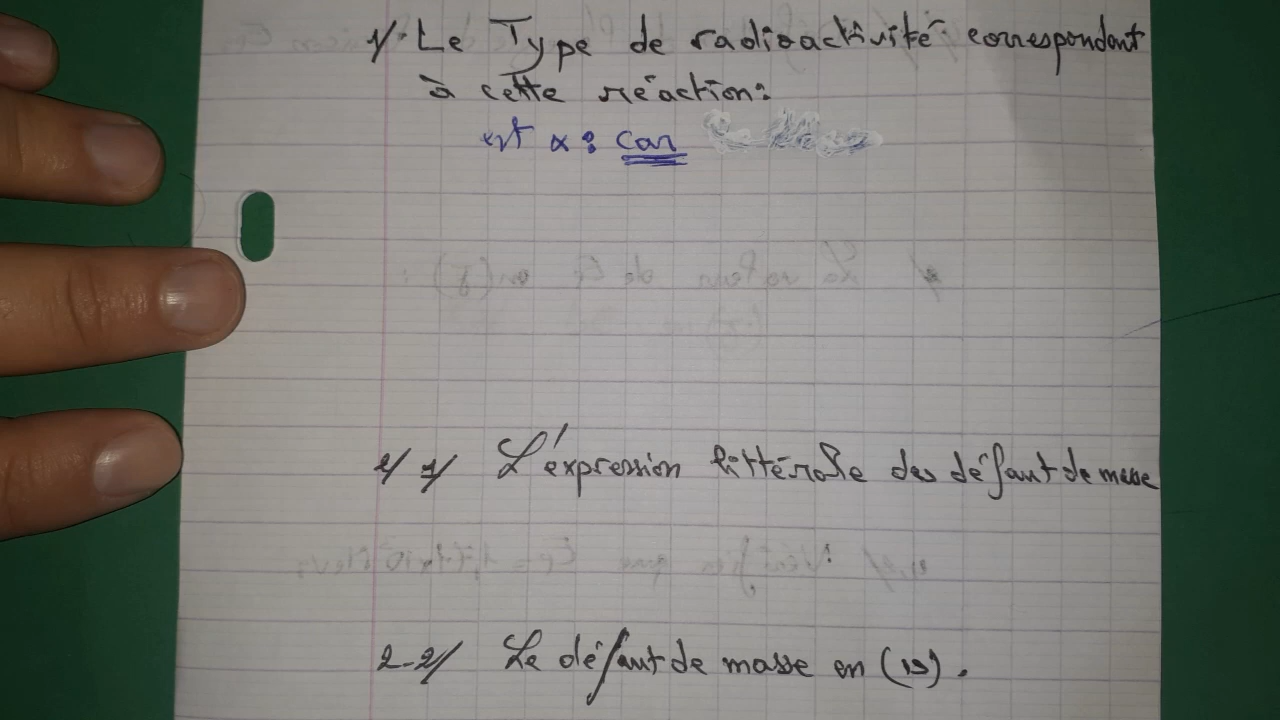 1/. Le Type de radioactivité correspondant
à cette réaction:
est α : car
2/ 1/ L'expression littérale des défaut de masse
2-2/ Le défaut de masse en (u).